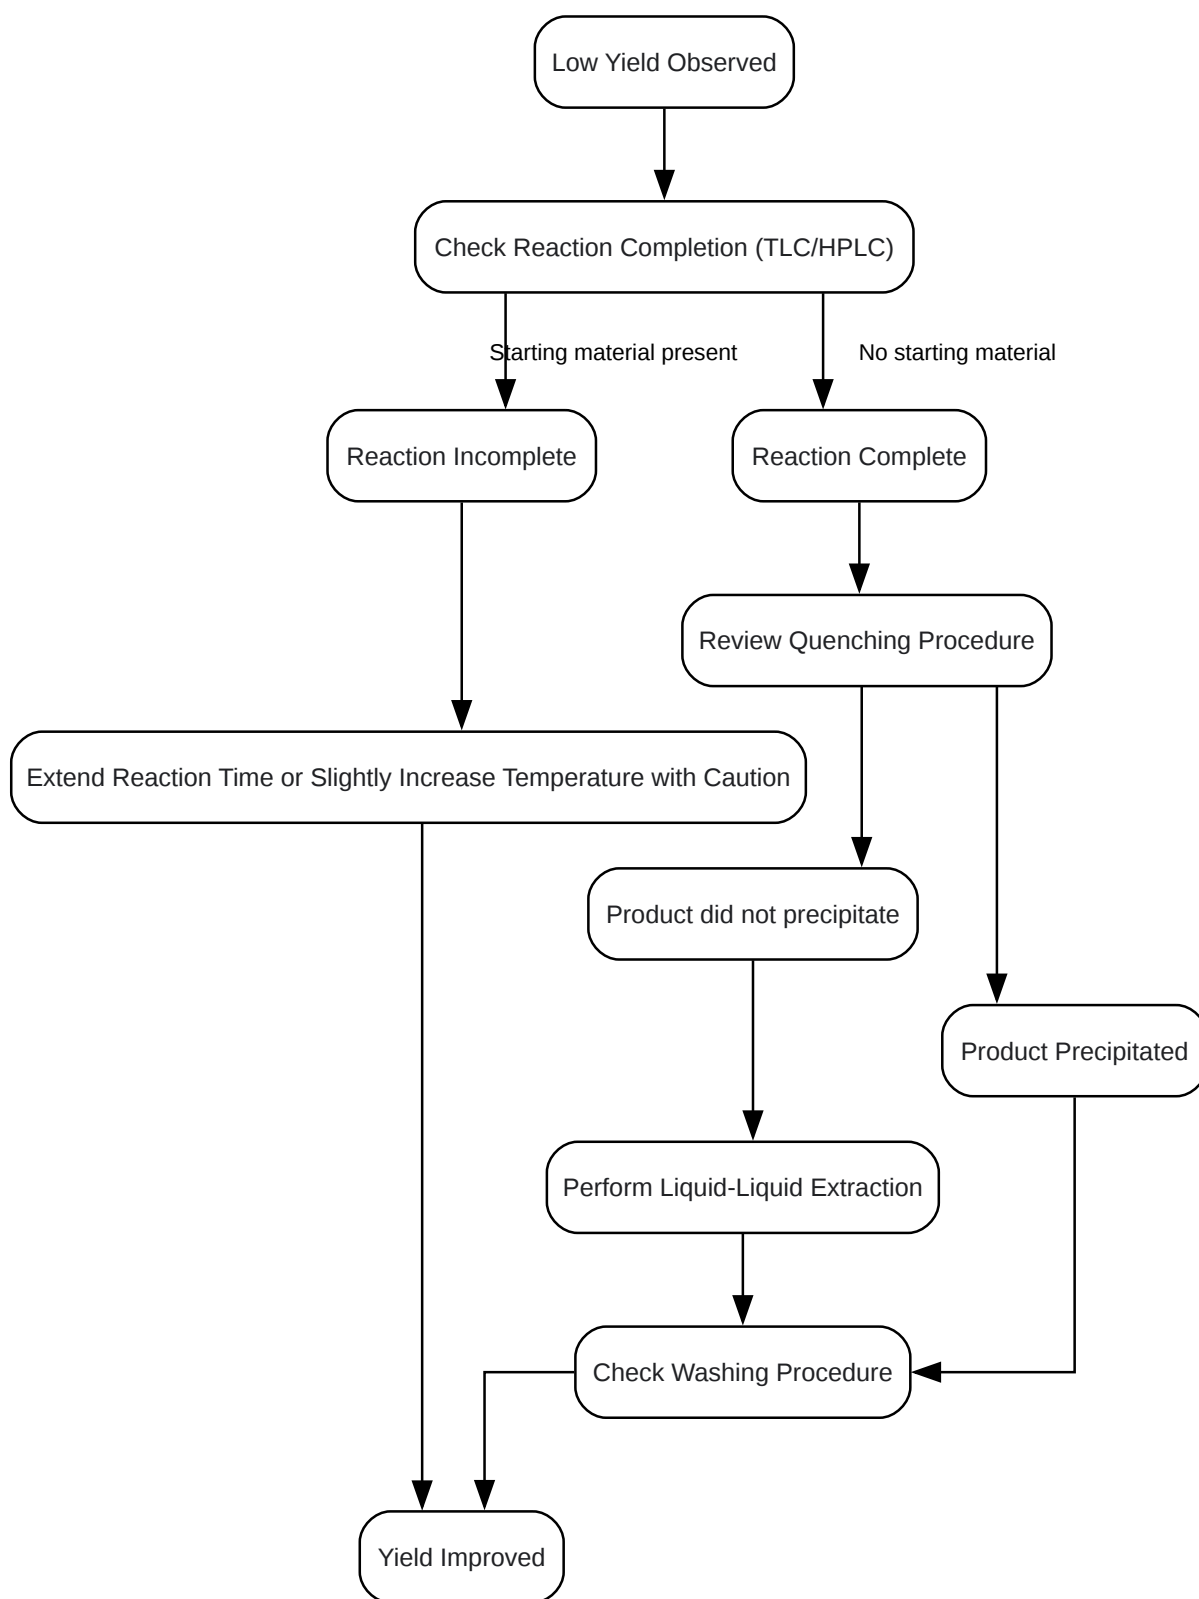 Low Yield Observed
Check Reaction Completion (TLC/HPLC)
Starting material present
No starting material
Reaction Incomplete
Reaction Complete
Review Quenching Procedure
Extend Reaction Time or Slightly Increase Temperature with Caution
Product did not precipitate
Product Precipitated
Perform Liquid-Liquid Extraction
Check Washing Procedure
Yield Improved